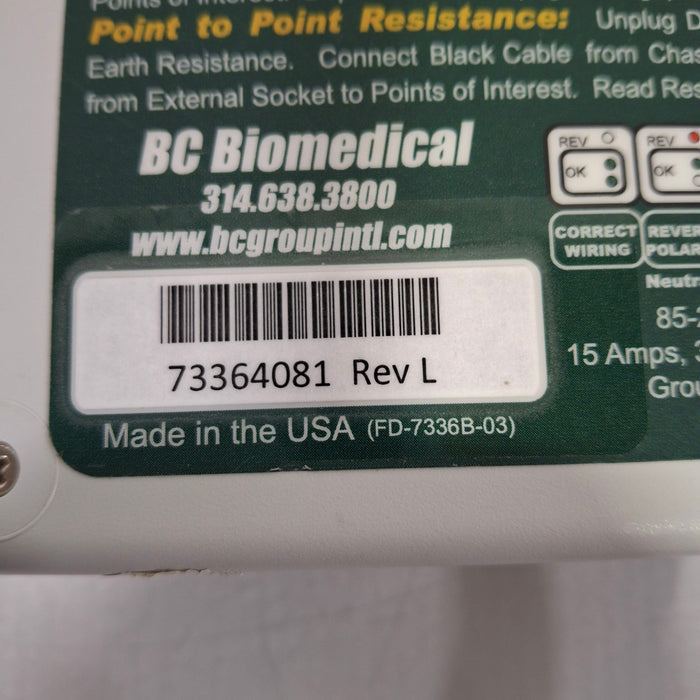 Point to Point Resistance: Unplug
Earth Resistance. Connect Black Cable from
from External Socket to Points of Interest. Read
BC Biomedical
314.638.3800
www.bcgroupintl.com
REV
OK
REV
OK
CORRECT
WIRING
73364081 Rev L
15 Amps,
Made in the USA (FD-7336B-03)